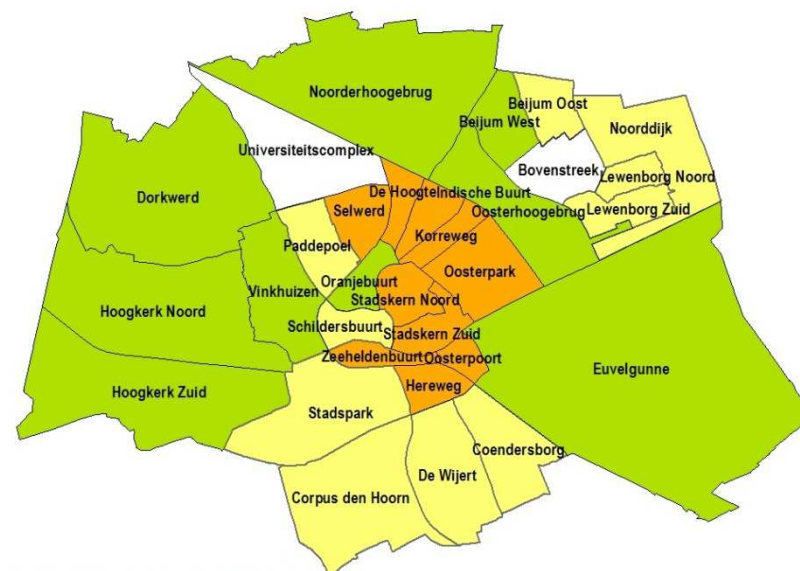 Noorderhoogebrug
Beijum Oost
Beijum West
Noorddijk
Universiteitscomplex
Bovenstreek
Lewenborg Noord
De Hoogte
Indische Buurt
Dorkwerd
Selwerd
Oosterhoogebrug
Lewenborg Zuid
Korreweg
Paddepoel
Oosterpark
Oranjebuurt
Vinkhuizen
Stadskern Noord
Hoogkerk Noord
Schildersbuurt
Stadskern Zuid
Zeeheldenbuurt
Oosterpoort
Euvelgunne
Hereweg
Hoogkerk Zuid
Stadspark
Coendersborg
De Wijert
Corpus den Hoorn